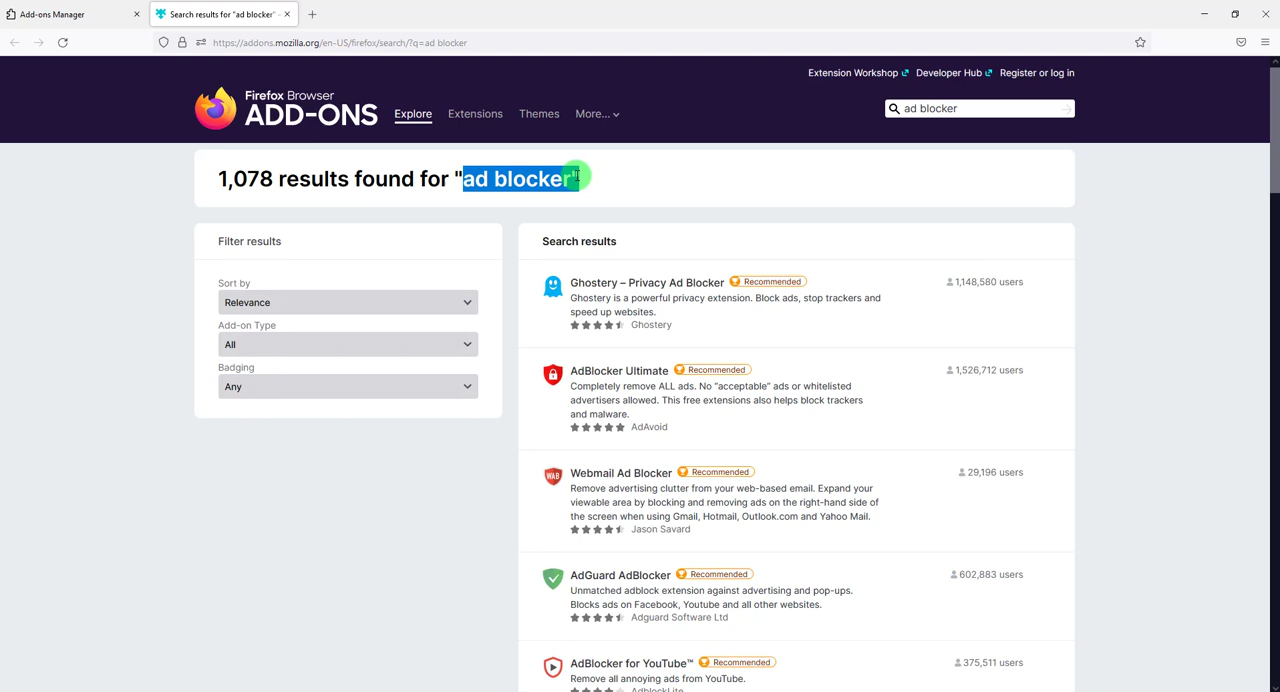 Add-ons Manager
Search results for "ad blocker" -
https://addons.mozilla.org/en-US/firefox/search/?q=ad blocker
Extension Workshop
Developer Hub
Register or log in
Firefox Browser
ADD-ONS
Explore
Extensions
Themes
More...
ad blocker
1,078 results found for "ad blocker"
Filter results
Sort by
Relevance
Add-on Type
All
Badging
Any
Search results
Ghostery – Privacy Ad Blocker Recommended 1,148,580 users
Ghostery is a powerful privacy extension. Block ads, stop trackers and
speed up websites.
Ghostery
AdBlocker Ultimate Recommended 1,526,712 users
Completely remove ALL ads. No “acceptable” ads or whitelisted
advertisers allowed. This free extensions also helps block trackers
and malware.
AdAvoid
WAB
Webmail Ad Blocker Recommended 29,196 users
Remove advertising clutter from your web-based email. Expand your
viewable area by blocking and removing ads on the right-hand side of
the screen when using Gmail, Hotmail, Outlook.com and Yahoo Mail.
Jason Savard
AdGuard AdBlocker Recommended 602,883 users
Unmatched adblock extension against advertising and pop-ups.
Blocks ads on Facebook, Youtube and all other websites.
Adguard Software Ltd
AdBlocker for YouTube™ Recommended 375,511 users
Remove all annoying ads from YouTube.
AdblockLite